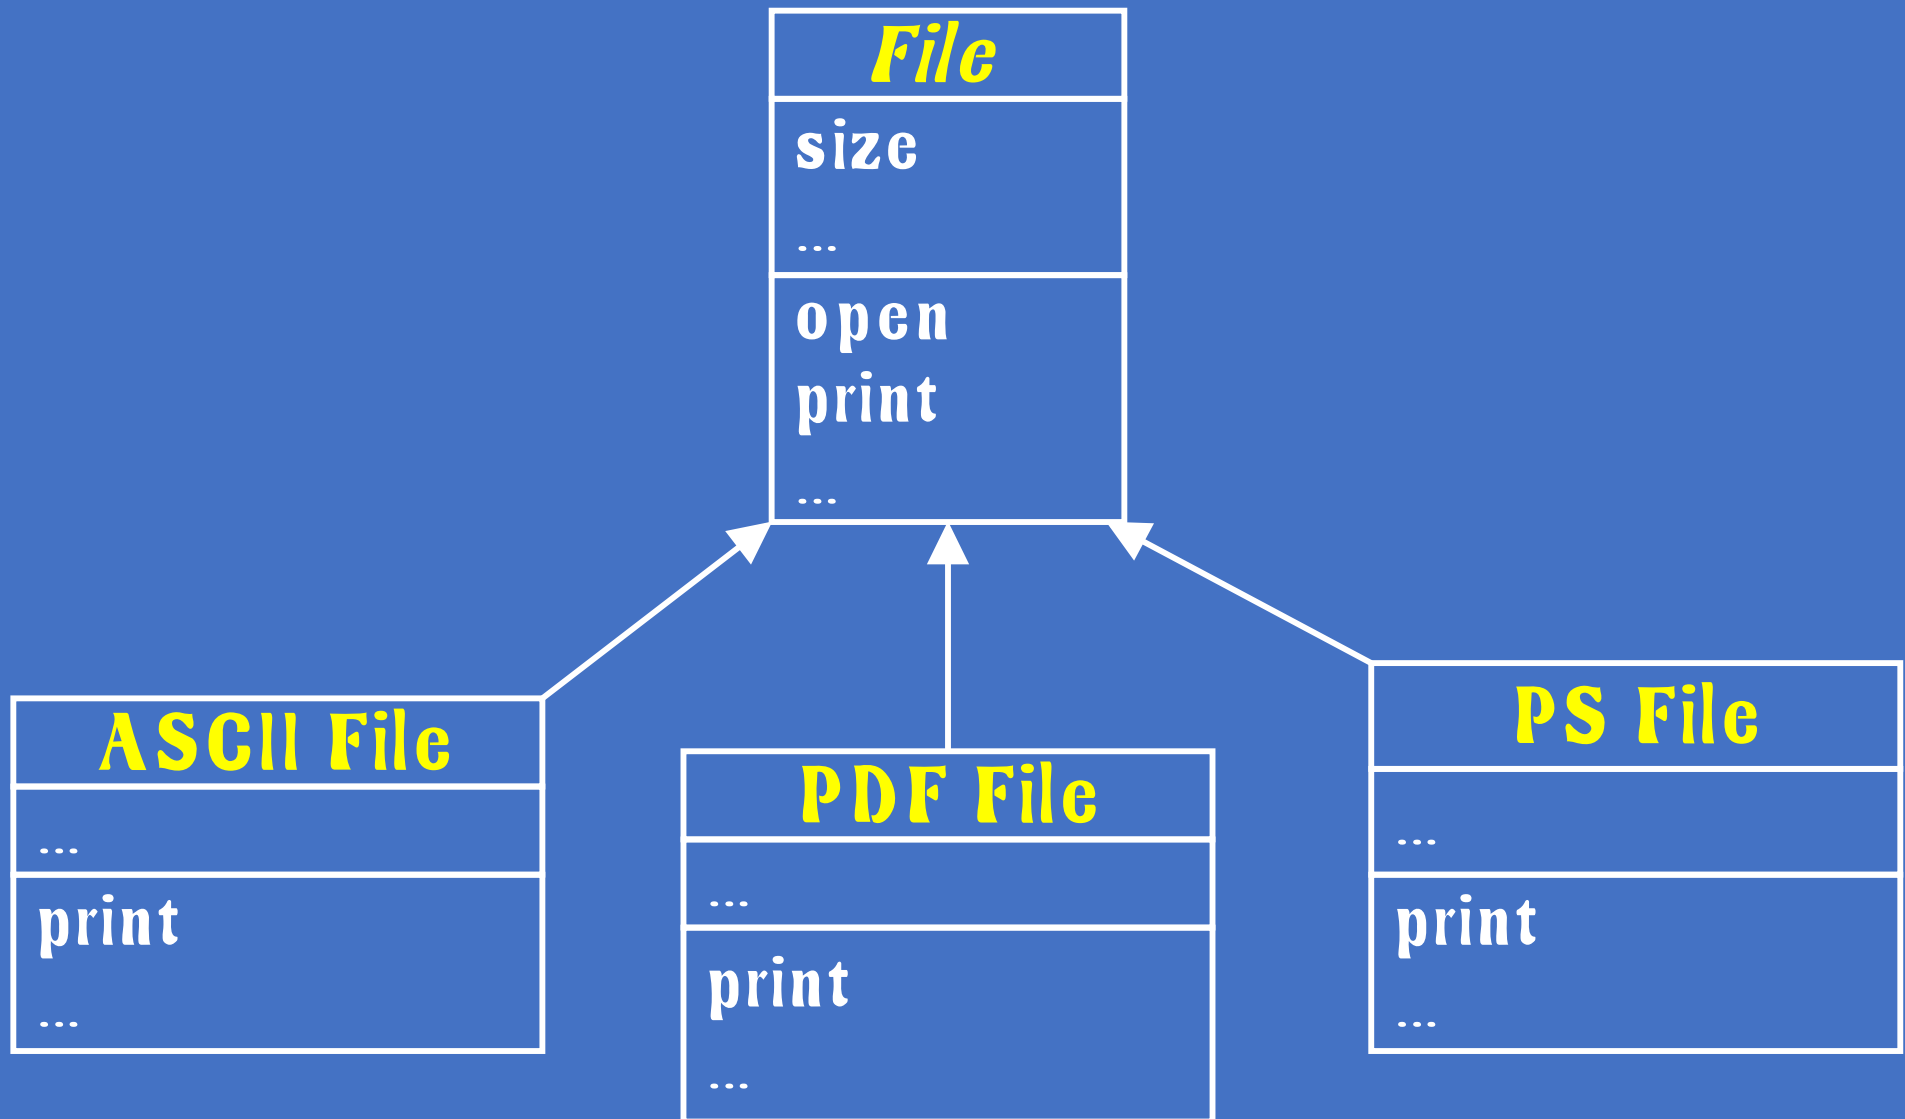 File
size
...
open
print
...
ASCII File
...
print
...
PDF File
...
print
...
PS File
...
print
...